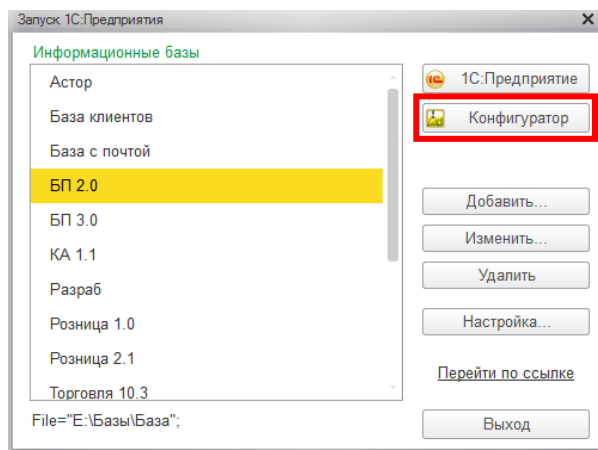 Запуск 1С:Предприятия
Информационные базы
Актор
База клиентов
База с почтой
БП 2.0
БП 3.0
КА 1.1
Разраб
Розница 1.0
Розница 2.1
Торговля 10.3
File="E:\Базы\База";
1С:Предприятие
Конфигуратор
Добавить...
Изменить...
Удалить
Настройка...
Перейти по ссылке
Выход